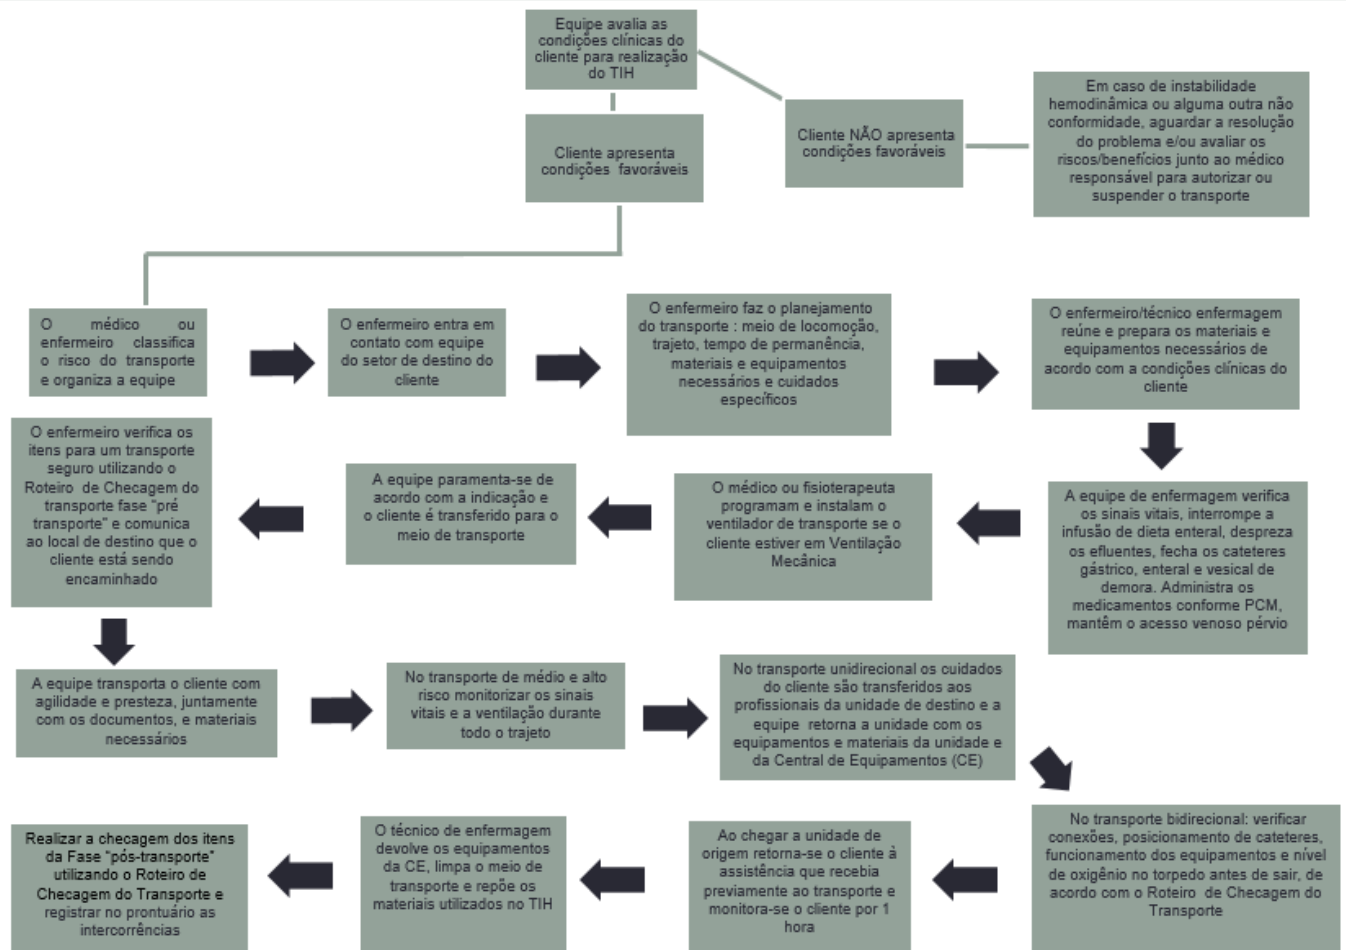 Equipe avalia as
condições clínicas do
cliente para realização
do TIH
Cliente apresenta
condições favoráveis
Cliente NÃO apresenta
condições favoráveis
Em caso de instabilidade
hemodinâmica ou alguma outra não
conformidade, aguardar a resolução
do problema e/ou avaliar os
riscos/benefícios junto ao médico
responsável para autorizar ou
suspender o transporte
O médico ou
enfermeiro classifica
o risco do transporte
e organiza a equipe
O enfermeiro entra em
contato com equipe
do setor de destino do
cliente
O enfermeiro faz o planejamento
do transporte : meio de locomoção,
trajeto, tempo de permanência,
materiais e equipamentos
necessários e cuidados
específicos
O enfermeiro/técnico enfermagem
reúne e prepara os materiais e
equipamentos necessários de
acordo com a condições clínicas do
cliente
A equipe de enfermagem verifica
os sinais vitais, interrompe a
infusão de dieta enteral, despreza
os efluentes, fecha os cateteres
gástrico, enteral e vesical de
demora. Administra os
medicamentos conforme PCM,
mantêm o acesso venoso pérvio
O médico ou fisioterapeuta
programam e instalam o
ventilador de transporte se o
cliente estiver em Ventilação
Mecânica
A equipe paramenta-se de
acordo com a indicação e
o cliente é transferido para o
meio de transporte
O enfermeiro verifica os
itens para um transporte
seguro utilizando o
Roteiro de Checagem do
transporte fase “pré
transporte” e comunica
ao local de destino que o
cliente está sendo
encaminhado
A equipe transporta o cliente com
agilidade e presteza, juntamente
com os documentos, e materiais
necessários
No transporte de médio e alto
risco monitorizar os sinais
vitais e a ventilação durante
todo o trajeto
No transporte unidirecional os cuidados
do cliente são transferidos aos
profissionais da unidade de destino e a
equipe retorna a unidade com os
equipamentos e materiais da unidade e
da Central de Equipamentos (CE)
No transporte bidirecional: verificar
conexões, posicionamento de cateteres,
funcionamento dos equipamentos e nível
de oxigênio no torpedo antes de sair, de
acordo com o Roteiro de Checagem do
Transporte
Ao chegar a unidade de
origem retorna-se o cliente à
assistência que recebia
previamente ao transporte e
monitora-se o cliente por 1
hora
O técnico de enfermagem
devolve os equipamentos
da CE, limpa o meio de
transporte e repõe os
materiais utilizados no TIH
Realizar a checagem dos itens
da Fase “pós-transporte”
utilizando o Roteiro de
Checagem do Transporte e
registrar no prontuário as
intercorrências